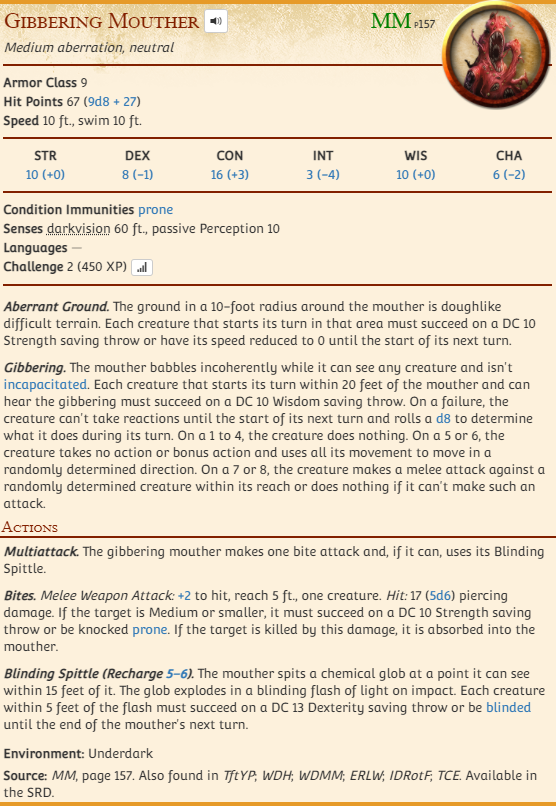 Gibbering Mouther MM P157
Medium aberration, neutral
Armor Class 9
Hit Points 67 (9d8 + 27)
Speed 10 ft., swim 10 ft.
STR DEX CON INT WIS CHA
10 (+0) 8 (−1) 16 (+3) 3 (−4) 10 (+0) 6 (−2)
Condition Immunities prone
Senses darkvision 60 ft., passive Perception 10
Languages —
Challenge 2 (450 XP)
Aberrant Ground. The ground in a 10-foot radius around the mouther is doughlike
difficult terrain. Each creature that starts its turn in that area must succeed on a DC 10
Strength saving throw or have its speed reduced to 0 until the start of its next turn.
Gibbering. The mouther babbles incoherently while it can see any creature and isn't
incapacitated. Each creature that starts its turn within 20 feet of the mouther and can
hear the gibbering must succeed on a DC 10 Wisdom saving throw. On a failure, the
creature can't take reactions until the start of its next turn and rolls a d8 to determine
what it does during its turn. On a 1 to 4, the creature does nothing. On a 5 or 6, the
creature takes no action or bonus action and uses all its movement to move in a
randomly determined direction. On a 7 or 8, the creature makes a melee attack against a
randomly determined creature within its reach or does nothing if it can't make such an
attack.
Actions
Multiattack. The gibbering mouther makes one bite attack and, if it can, uses its Blinding
Spittle.
Bites. Melee Weapon Attack: +2 to hit, reach 5 ft., one creature. Hit: 17 (5d6) piercing
damage. If the target is Medium or smaller, it must succeed on a DC 10 Strength saving
throw or be knocked prone. If the target is killed by this damage, it is absorbed into the
mouther.
Blinding Spittle (Recharge 5–6). The mouther spits a chemical glob at a point it can see
within 15 feet of it. The glob explodes in a blinding flash of light on impact. Each creature
within 5 feet of the flash must succeed on a DC 13 Dexterity saving throw or be blinded
until the end of the mouther's next turn.
Environment: Underdark
Source: MM, page 157. Also found in TftYP; WDH; WDMM; ERLW; IDRotF; TCE. Available in
the SRD.